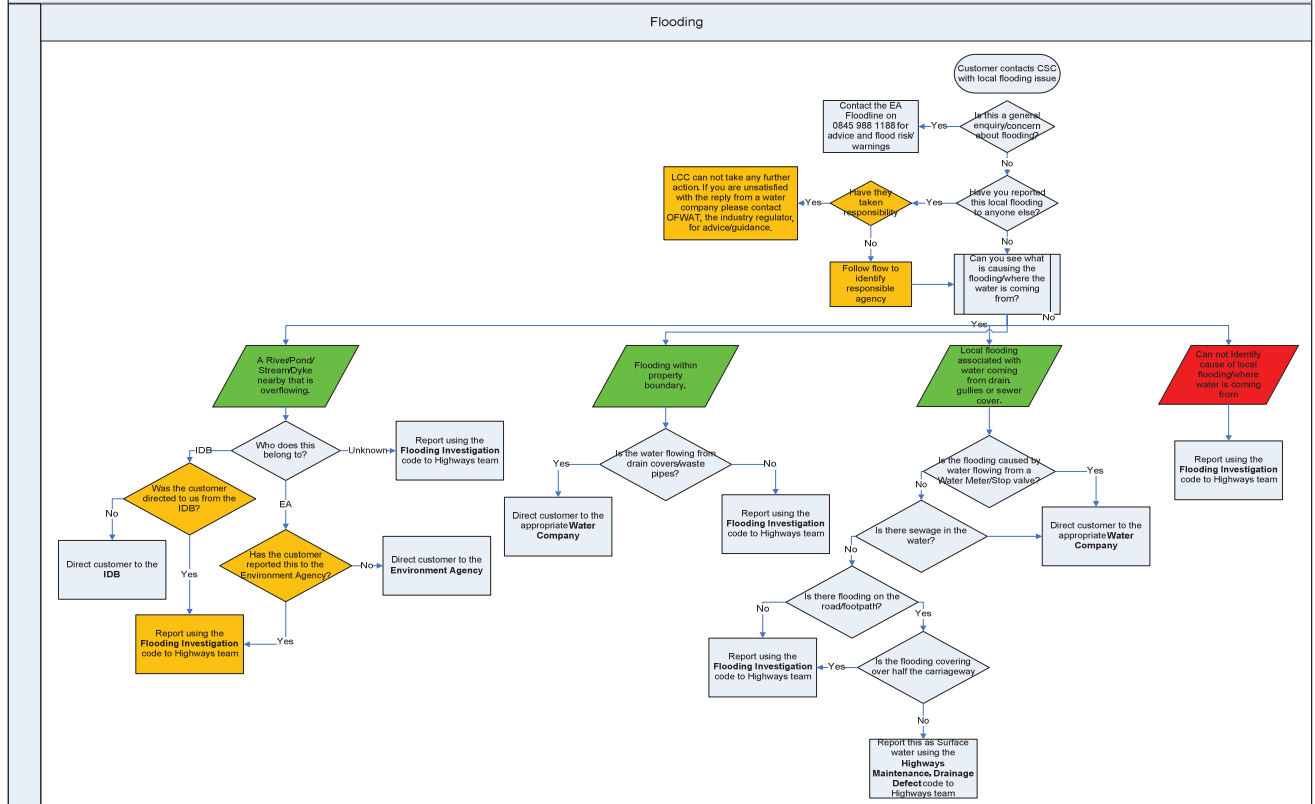 Flooding
Customer contacts CSC
with local flooding issue
Is this a general
enquiry/concern
about flooding?
Yes
Contact the EA
Floodline on
0845 988 1188 for
advice and flood risk/
warnings
No
Have you reported
this local flooding
to anyone else?
Yes
Have they
taken
responsibility
Yes
LCC can not take any further
action. If you are unsatisfied
with the reply from a water
company please contact
OFWAT, the industry regulator,
for advice/guidance.
No
No
Follow flow to
identify
responsible
agency
Can you see what
is causing the
flooding/where the
water is coming
from?
No
Yes
A River/Pond/
Stream/Dyke
nearby that is
overflowing.
Flooding within
property
boundary.
Local flooding
associated with
water coming
from drain.
gullies or sewer
cover.
Can not Identify
cause of local
flooding/where
water is coming
from
Who does this
belong to?
IDB
Unknown
Report using the
Flooding Investigation
code to Highways team
EA
Was the customer
directed to us from the
IDB?
No
Direct customer to the
IDB
Yes
Has the customer
reported this to the
Environment Agency?
No
Direct customer to the
Environment Agency
Yes
Report using the
Flooding Investigation
code to Highways team
Is the water flowing from
drain covers/waste
pipes?
Yes
Direct customer to the
appropriate Water
Company
No
Report using the
Flooding Investigation
code to Highways team
Is the flooding caused by
water flowing from a
Water Meter/Stop valve?
Yes
No
Is there sewage in the
water?
Direct customer to the
appropriate Water
Company
No
Is there flooding on the
road/footpath?
No
Yes
Report using the
Flooding Investigation
code to Highways team
Yes
Is the flooding covering
over half the carriageway
No
Report this as Surface
water using the
Highways
Maintenance, Drainage
Defect code to
Highways team
Report using the
Flooding Investigation
code to Highways team